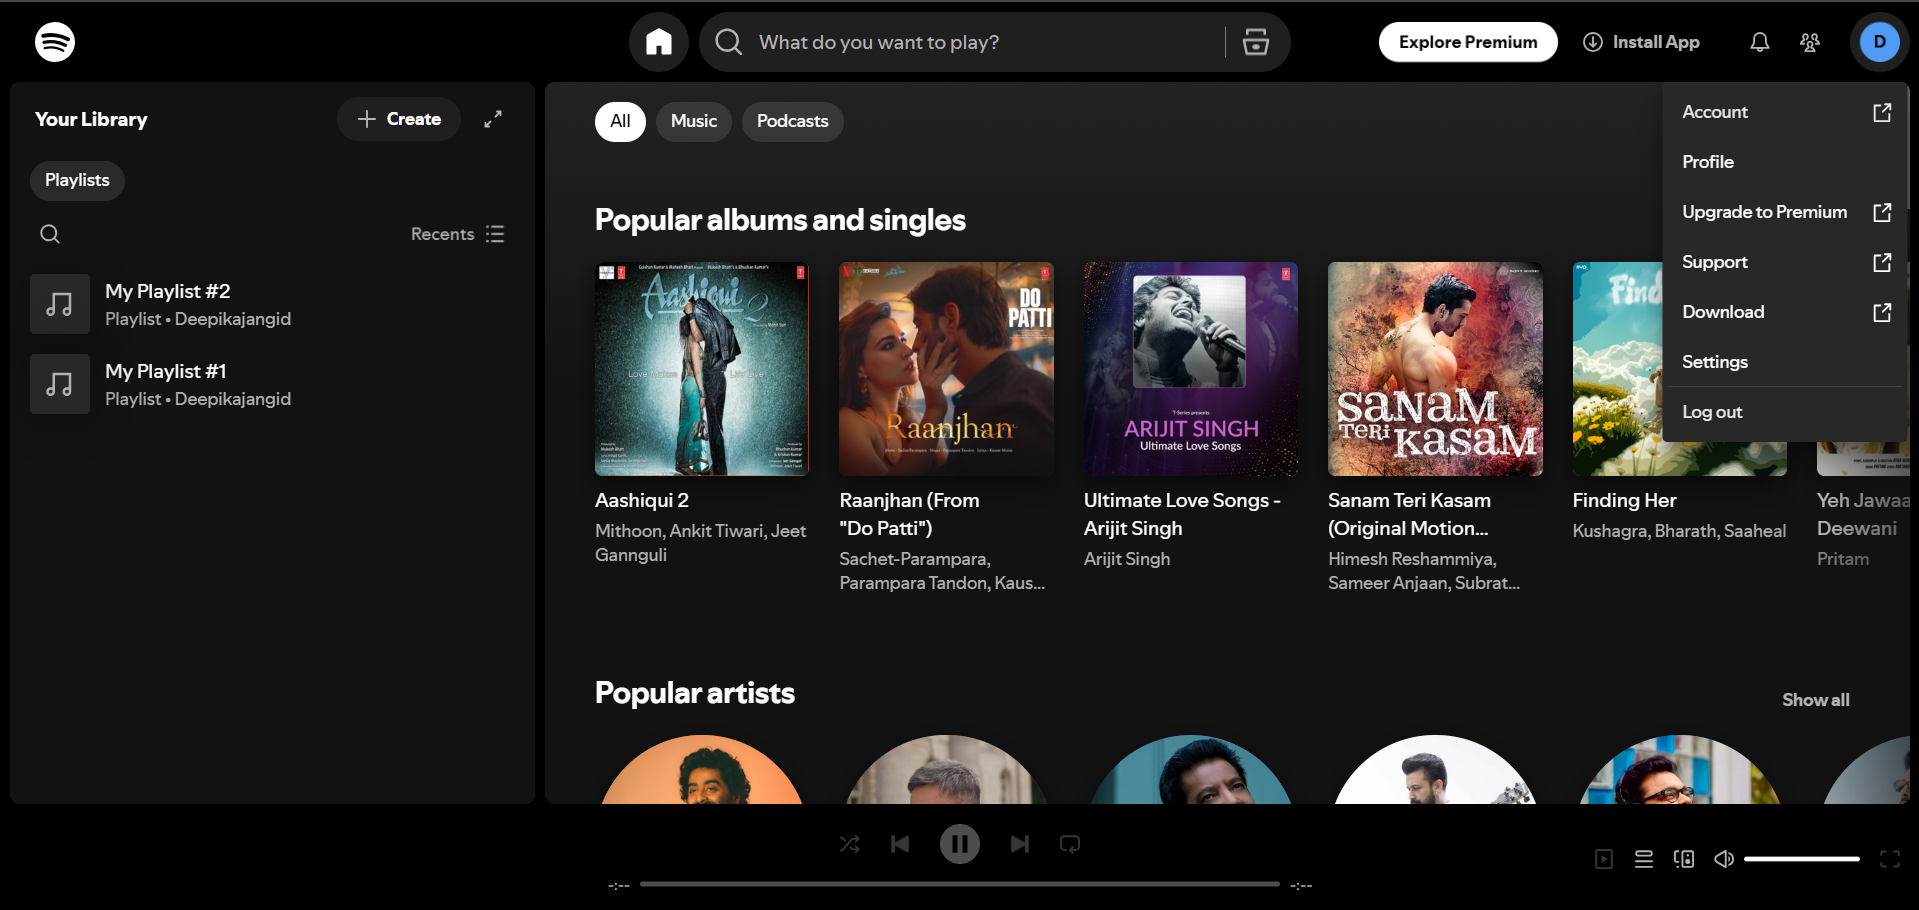 What do you want to play?
Explore Premium
Install App
D
Your Library
Create
Playlists
Recents
My Playlist #2
Playlist • Deepikajangid
My Playlist #1
Playlist • Deepikajangid
All
Music
Podcasts
Account
Profile
Upgrade to Premium
Support
Download
Settings
Log out
Popular albums and singles
Aashiqui 2
DO
PATTI
Raanjhan
T-Series presents
ARIJIT SINGH
Ultimate Love Songs
SANAM
TERI KASAM
Find
Aashiqui 2
Mithoon, Ankit Tiwari, Jeet
Gannguli
Raanjhan (From
"Do Patti")
Sachet-Parampara,
Parampara Tandon, Kaus...
Ultimate Love Songs -
Arijit Singh
Arijit Singh
Sanam Teri Kasam
(Original Motion...
Himesh Reshammiya,
Sameer Anjaan, Subrat...
Finding Her
Kushagra, Bharath, Saaheal
Yeh Jawaa
Deewani
Pritam
Popular artists
Show all
-:--
-:--